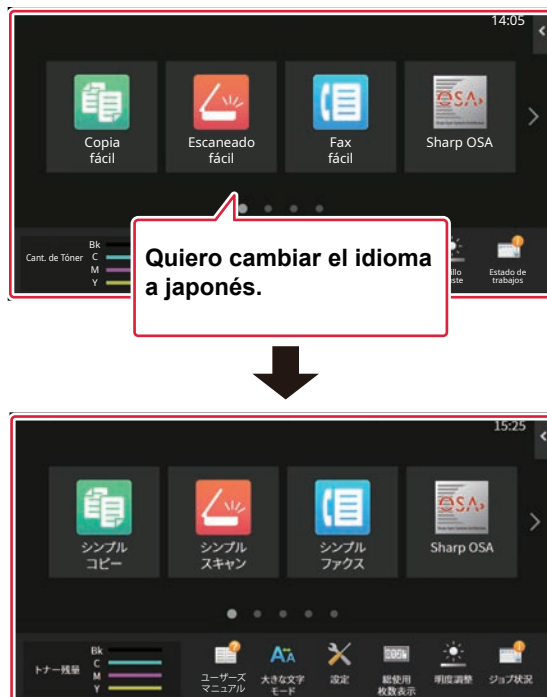 14:05
Copia
fácil
Escaneado
fácil
Fax
fácil
Sharp OSA
Cant. de Tóner
Bk
C
M
Y
Estado de
trabajos
Quiero cambiar el idioma
a japonés.
15:25
シンプル
コピー
シンプル
スキャン
シンプル
ファクス
Sharp OSA
トナー残量
Bk
C
M
Y
ユーザーズ
マニュアル
大きな文字
モード
設定
総使用
枚数表示
明度調整
ジョブ状況